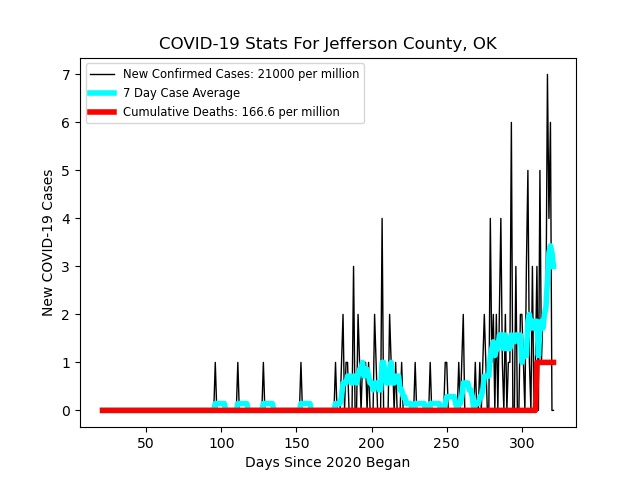 COVID-19 Stats For Jefferson County, OK
New Confirmed Cases: 21000 per million
7 Day Case Average
Cumulative Deaths: 166.6 per million
New COVID-19 Cases
7
6
5
4
3
2
1
0
50 100 150 200 250 300
Days Since 2020 Began